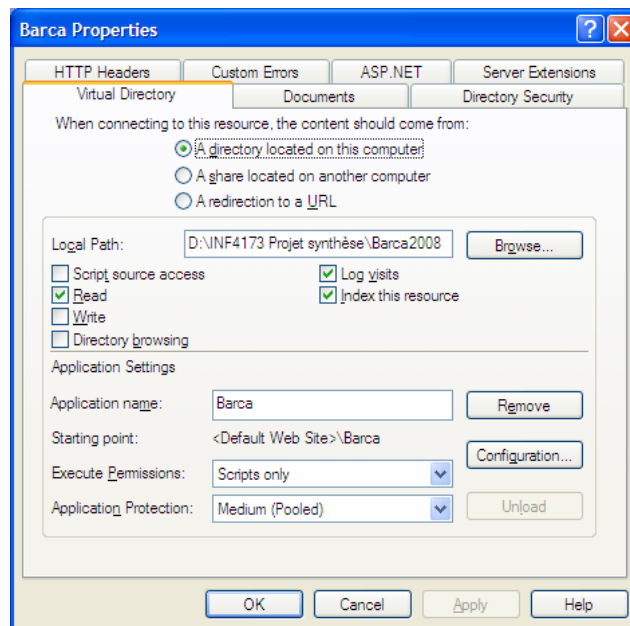 Barca Properties
HTTP Headers Custom Errors ASP.NET Server Extensions
Virtual Directory Documents Directory Security
When connecting to this resource, the content should come from:
A directory located on this computer
A share located on another computer
A redirection to a URL
Local Path: D:\INF4173 Projet synthèse\Barca2008 Browse...
Script source access Log visits
Read Index this resource
Write
Directory browsing
Application Settings
Application name: Barca Remove
Starting point: <Default Web Site>\Barca
Configuration...
Execute Permissions: Scripts only
Application Protection: Medium (Pooled) Unload
OK Cancel Apply Help